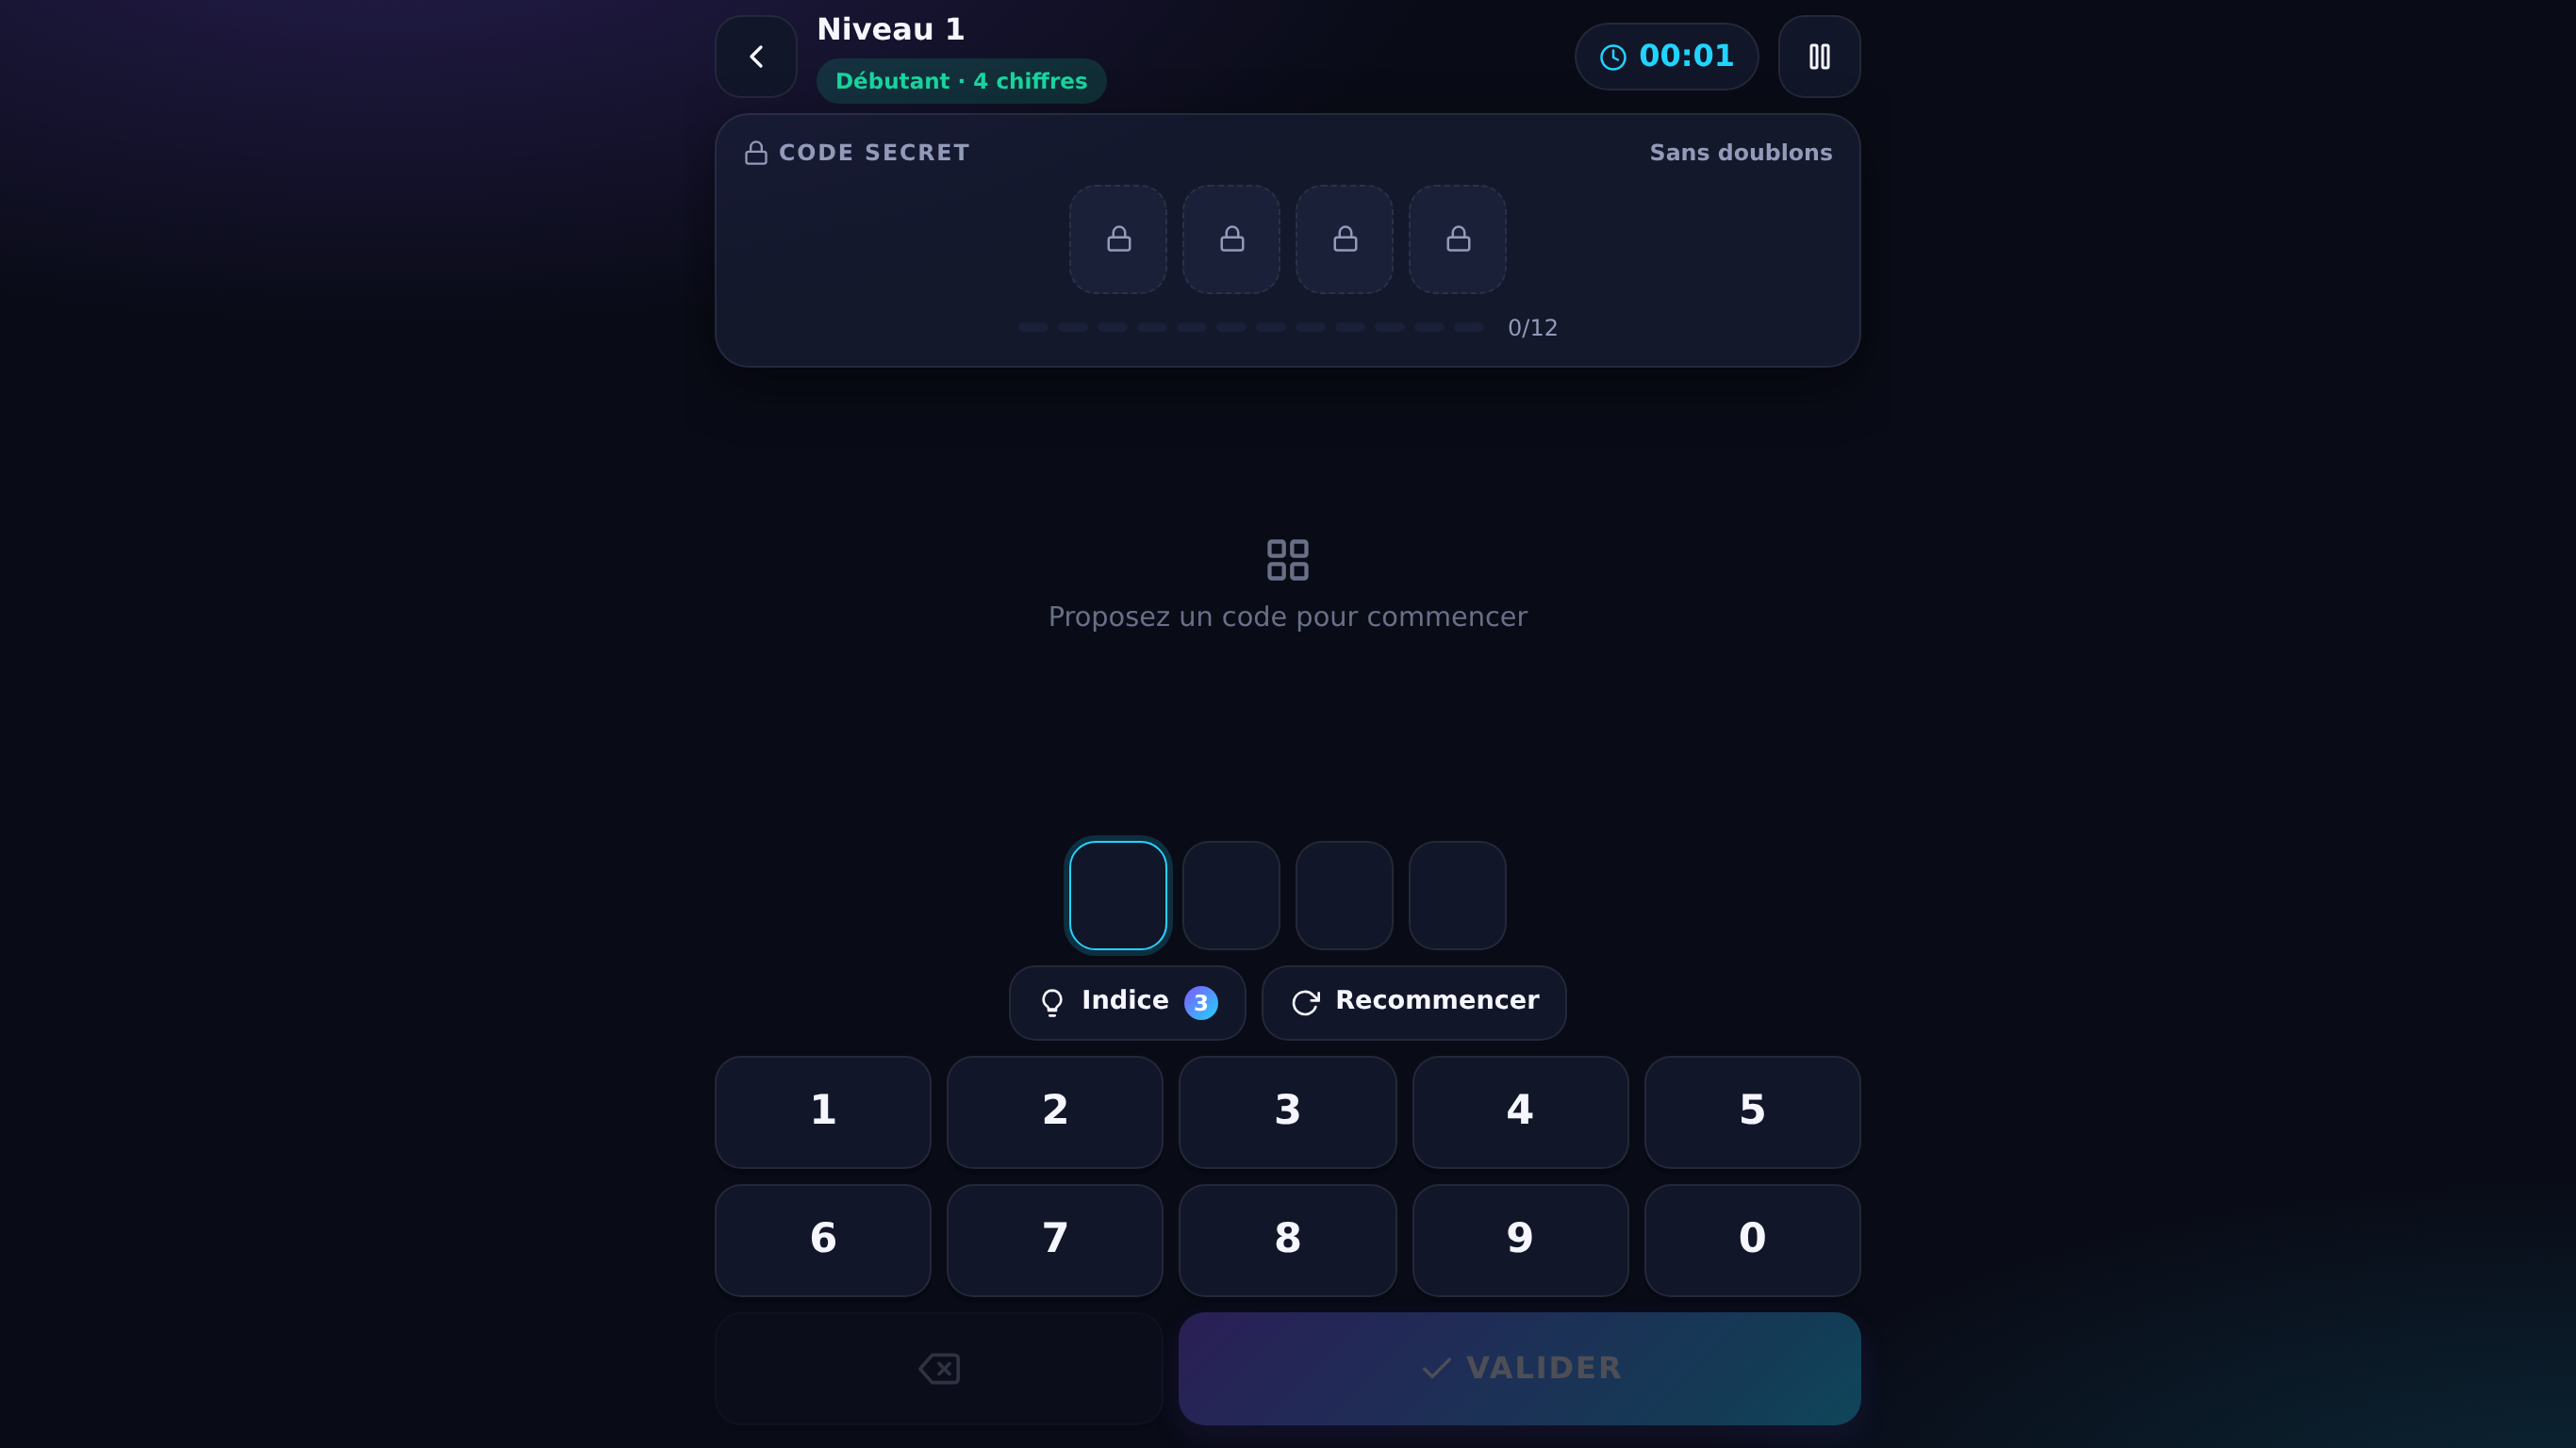 Niveau 1
Débutant · 4 chiffres
00:01
CODE SECRET
Sans doublons
0/12
Proposez un code pour commencer
Indice 3
Recommencer
1 2 3 4 5
6 7 8 9 0
VALIDER